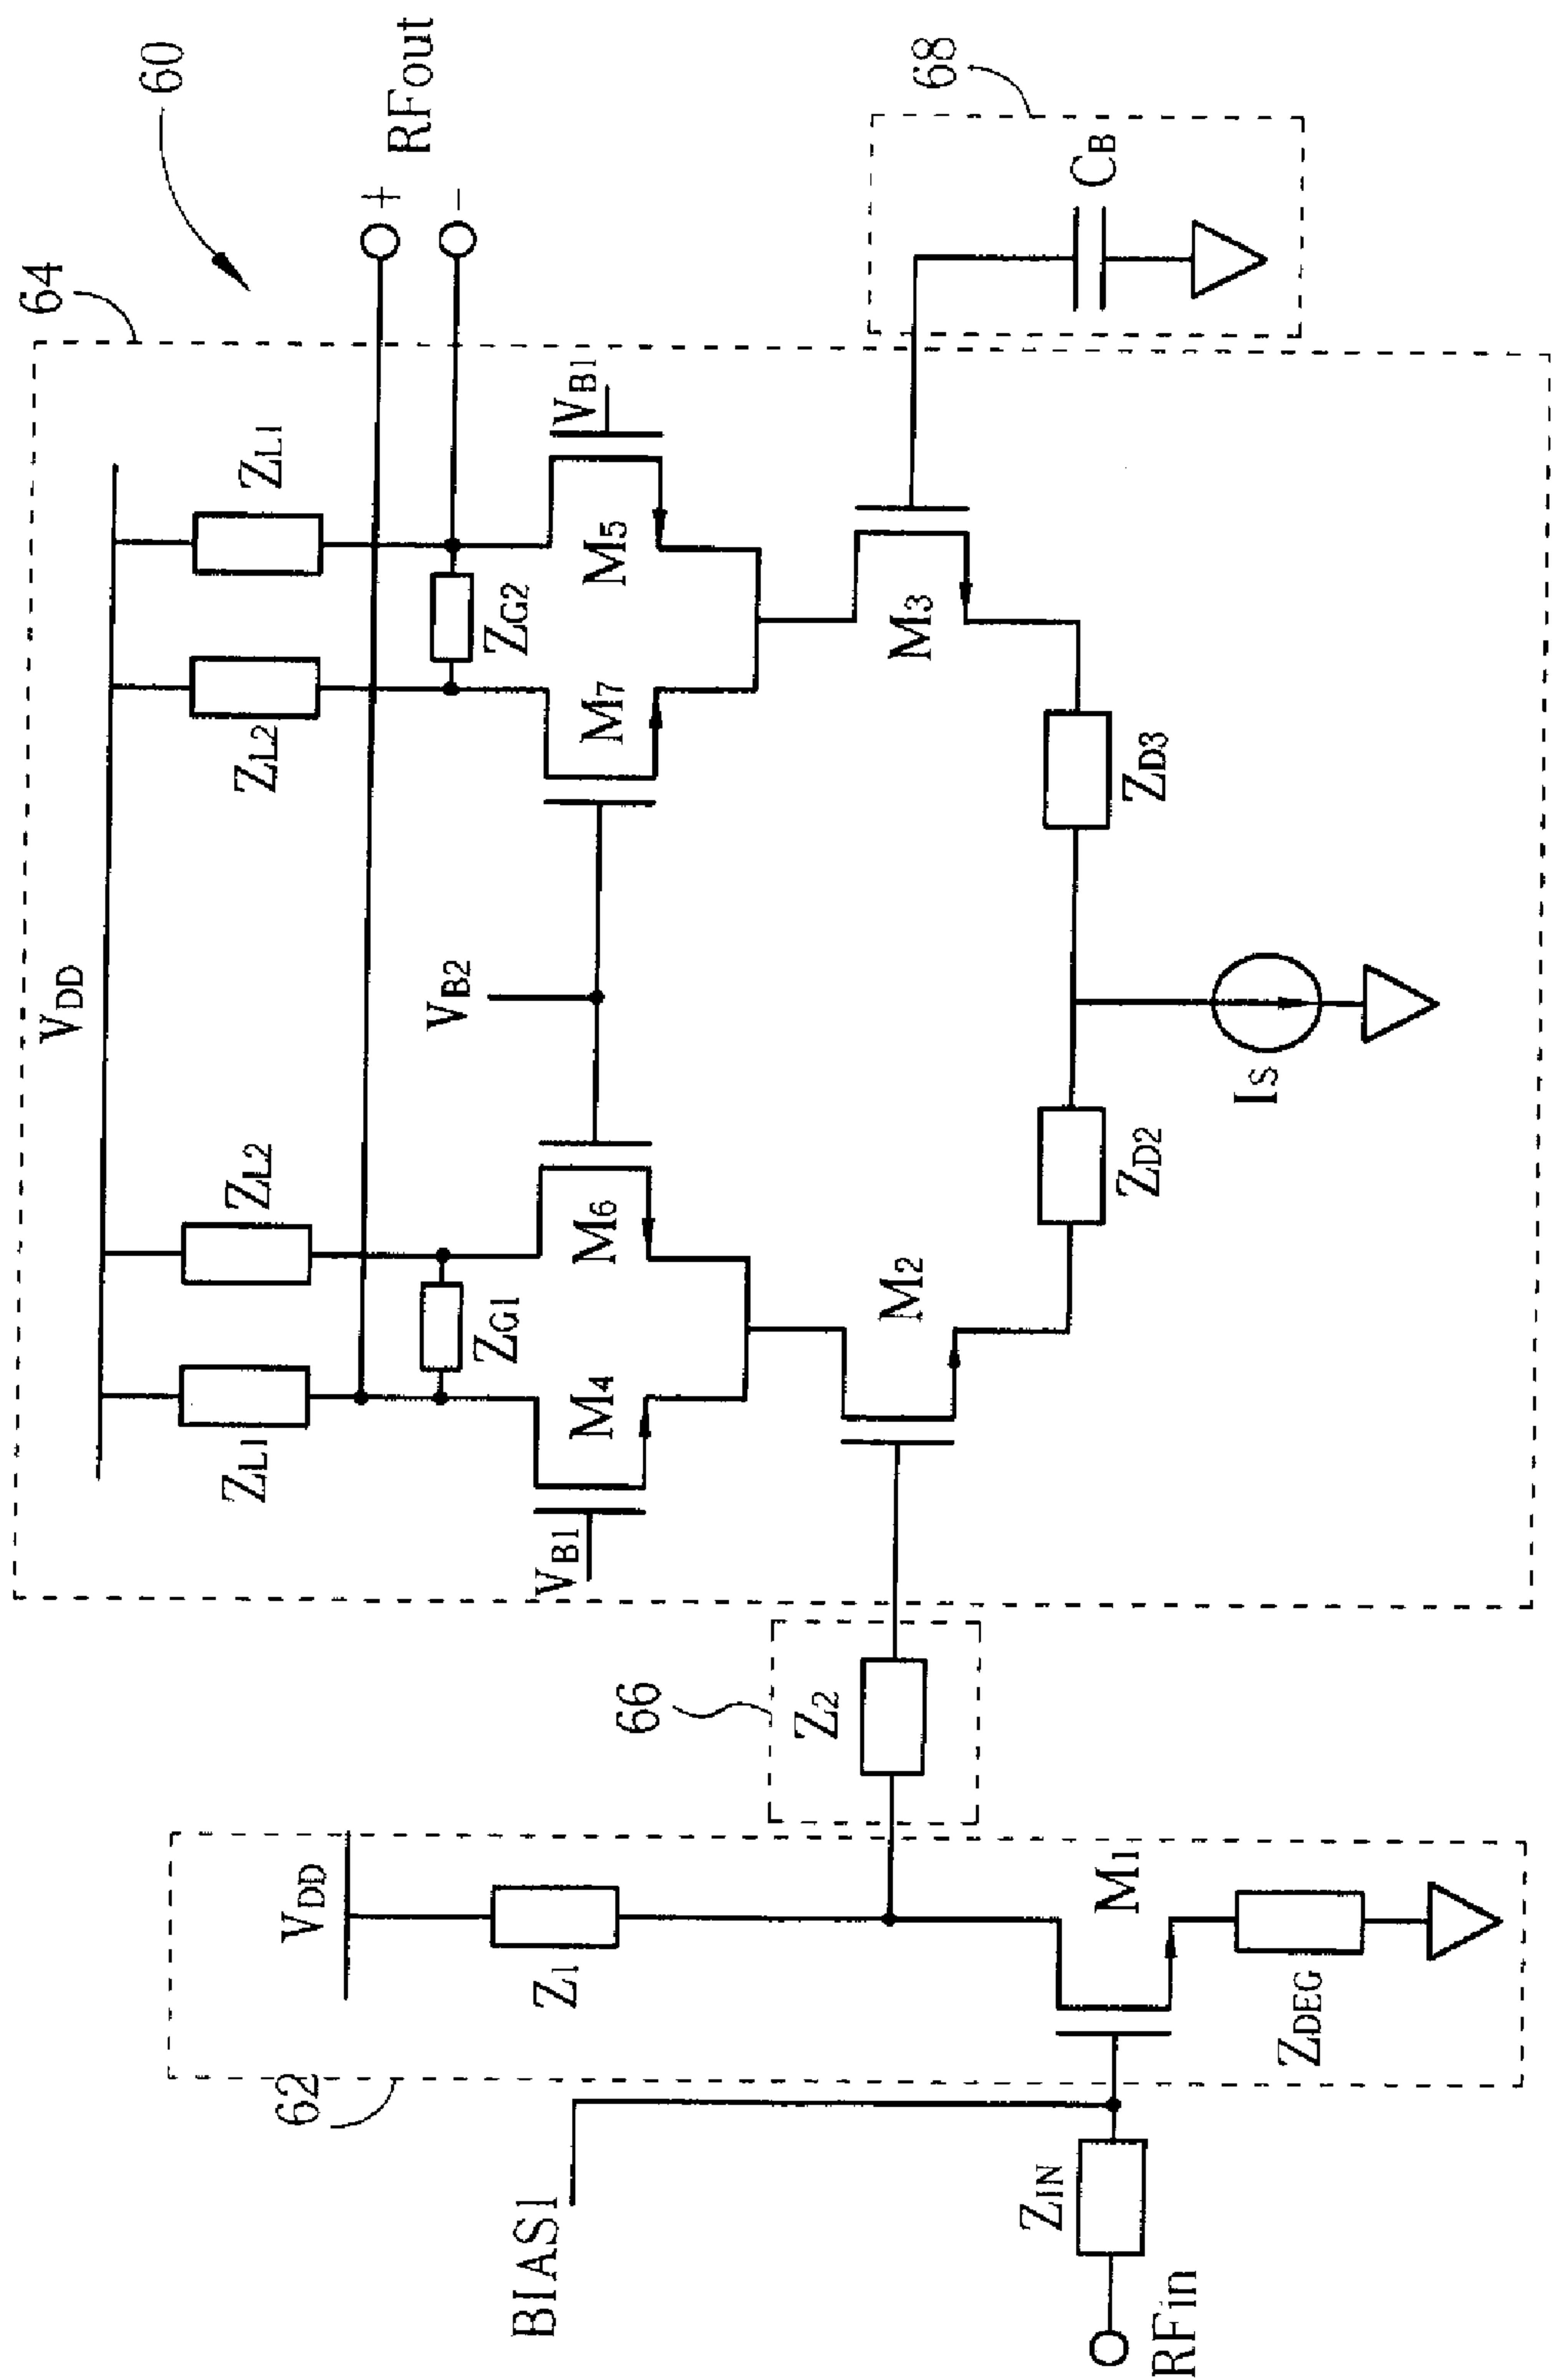 60
64
RFout
+
−
68
VDD
ZL1
ZL2
ZL2
ZL1
ZG1
ZG2
VB1
M4
M6
VB2
M7
M5
VB1
M2
M3
CB
ZD2
ZD3
IS
66
Z2
62
VDD
Z1
M1
ZDEG
BIAS1
ZIN
RFin